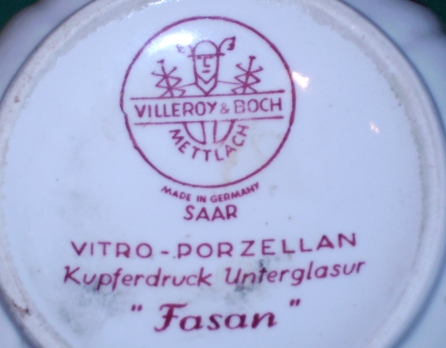 VILLEROY & BOCH
METTLACH
MADE IN GERMANY
SAAR
VITRO-PORZELLAN
Kupferdruck Unterglasur
"Fasan"